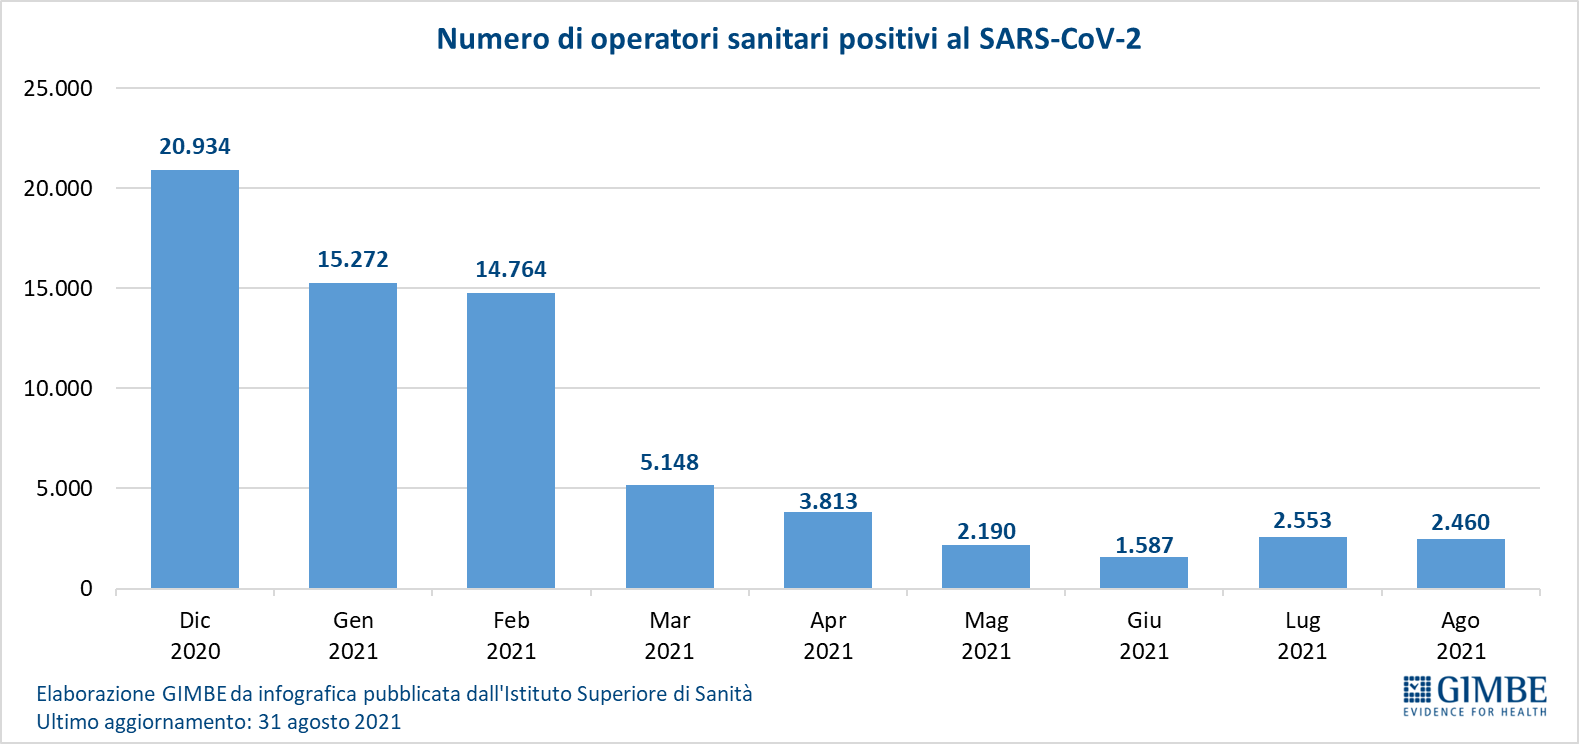 Numero di operatori sanitari positivi al SARS-CoV-2
25.000
20.000
15.000
10.000
5.000
0
20.934
15.272
14.764
5.148
3.813
2.190
1.587
2.553
2.460
Dic 2020
Gen 2021
Feb 2021
Mar 2021
Apr 2021
Mag 2021
Giu 2021
Lug 2021
Ago 2021
Elaborazione GIMBE da infografica pubblicata dall'Istituto Superiore di Sanità
Ultimo aggiornamento: 31 agosto 2021
GIMBE
EVIDENCE FOR HEALTH